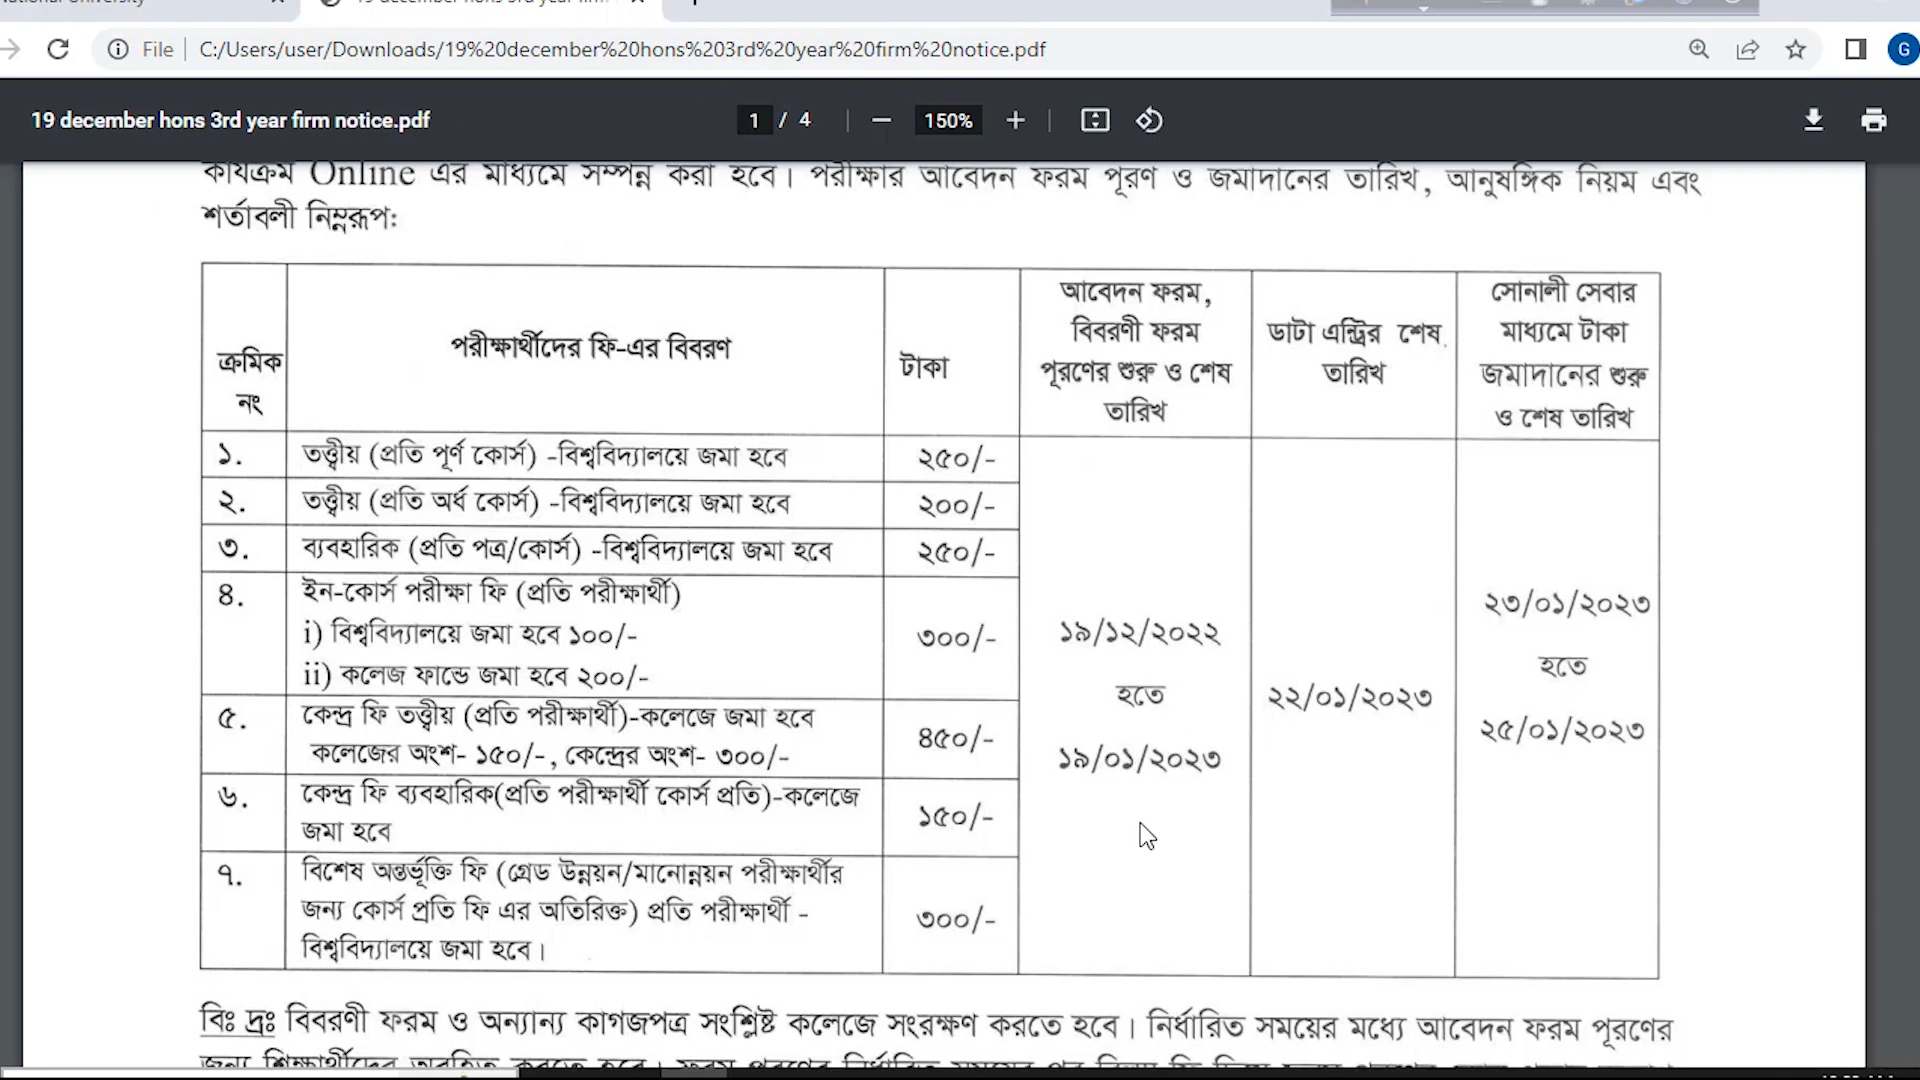 File C:/Users/user/Downloads/19%20december%20hons%203rd%20year%20firm%20notice.pdf
G
19 december hons 3rd year firm notice.pdf
1 / 4
150%
কার্যক্রম Online এর মাধ্যমে সম্পন্ন করা হবে। পরীক্ষার আবেদন ফরম পূরণ ও জমাদানের তারিখ, আনুষঙ্গিক নিয়ম এবং
শর্তাবলী নিম্নরূপ:
ক্রমিক নং
পরীক্ষার্থীদের ফি-এর বিবরণ
টাকা
আবেদন ফরম,
বিবরণী ফরম
পূরণের শুরু ও শেষ
তারিখ
ডাটা এন্ট্রির শেষ
তারিখ
সোনালী সেবার
মাধ্যমে টাকা
জমাদানের শুরু
ও শেষ তারিখ
১. তত্ত্বীয় (প্রতি পূর্ণ কোর্স) -বিশ্ববিদ্যালয়ে জমা হবে ২৫০/-
২. তত্ত্বীয় (প্রতি অর্ধ কোর্স) -বিশ্ববিদ্যালয়ে জমা হবে ২০০/-
৩. ব্যবহারিক (প্রতি পত্র/কোর্স) -বিশ্ববিদ্যালয়ে জমা হবে ২৫০/-
৪. ইন-কোর্স পরীক্ষা ফি (প্রতি পরীক্ষার্থী)
i) বিশ্ববিদ্যালয়ে জমা হবে ১০০/-
ii) কলেজ ফান্ডে জমা হবে ২০০/-
৩০০/-
৫. কেন্দ্র ফি তত্ত্বীয় (প্রতি পরীক্ষার্থী)-কলেজে জমা হবে
কলেজের অংশ- ১৫০/-, কেন্দ্রের অংশ- ৩০০/-
৪৫০/-
৬. কেন্দ্র ফি ব্যবহারিক(প্রতি পরীক্ষার্থী কোর্স প্রতি)-কলেজে
জমা হবে
১৫০/-
৭. বিশেষ অন্তর্ভূক্তি ফি (গ্রেড উন্নয়ন/মানোন্নয়ন পরীক্ষার্থীর
জন্য কোর্স প্রতি ফি এর অতিরিক্ত) প্রতি পরীক্ষার্থী -
বিশ্ববিদ্যালয়ে জমা হবে।
৩০০/-
১৯/১২/২০২২
হতে
১৯/০১/২০২৩
২২/০১/২০২৩
২৩/০১/২০২৩
হতে
২৫/০১/২০২৩
বিঃ দ্রঃ বিবরণী ফরম ও অন্যান্য কাগজপত্র সংশ্লিষ্ট কলেজে সংরক্ষণ করতে হবে। নির্ধারিত সময়ের মধ্যে আবেদন ফরম পূরণের